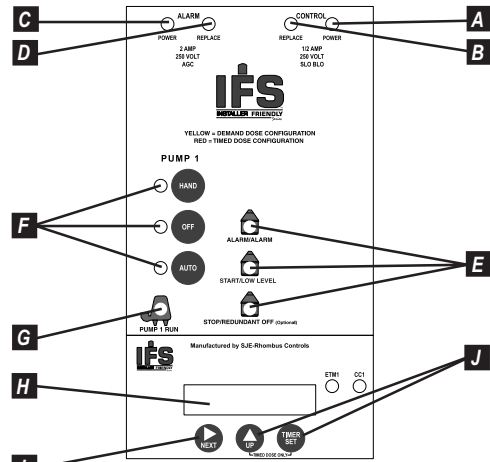 C ALARM CONTROL A
D POWER REPLACE REPLACE POWER B
2 AMP
250 VOLT
AGC
1/2 AMP
250 VOLT
SLO BLO
IFS
INSTALLER FRIENDLY
YELLOW = DEMAND DOSE CONFIGURATION
RED = TIMED DOSE CONFIGURATION
PUMP 1
HAND
F OFF
ALARM/ALARM
AUTO E
START/LOW LEVEL
G
PUMP 1 RUN
STOP/REDUNDANT OFF (Optional)
IFS Manufactured by SJE-Rhombus Controls
INSTALLER FRIENDLY
J
H ETM1 CC1
NEXT UP TIMER SET
TIMED DOSE ONLY